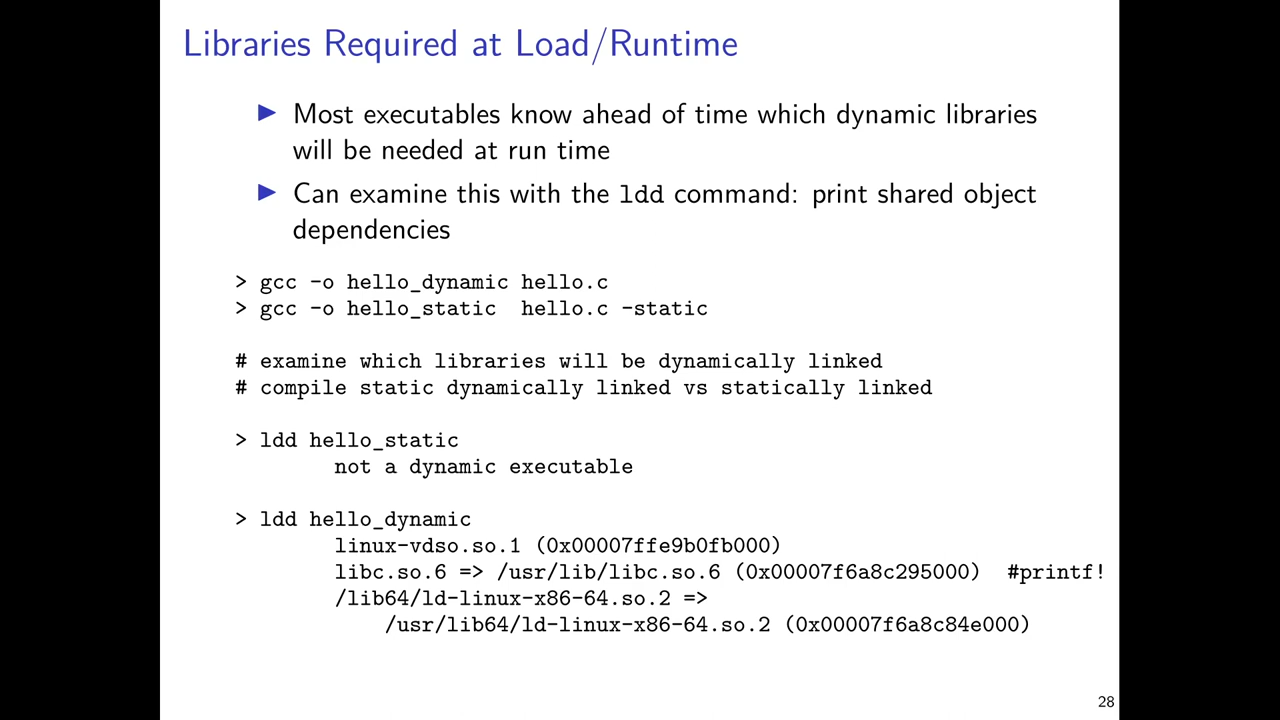 Libraries Required at Load/Runtime
Most executables know ahead of time which dynamic libraries
will be needed at run time
Can examine this with the ldd command: print shared object
dependencies
> gcc -o hello_dynamic hello.c
> gcc -o hello_static  hello.c -static
# examine which libraries will be dynamically linked
# compile static dynamically linked vs statically linked
> ldd hello_static
        not a dynamic executable
> ldd hello_dynamic
        linux-vdso.so.1 (0x00007ffe9b0fb000)
        libc.so.6 => /usr/lib/libc.so.6 (0x00007f6a8c295000)  #printf!
        /lib64/ld-linux-x86-64.so.2 =>
            /usr/lib64/ld-linux-x86-64.so.2 (0x00007f6a8c84e000)
28